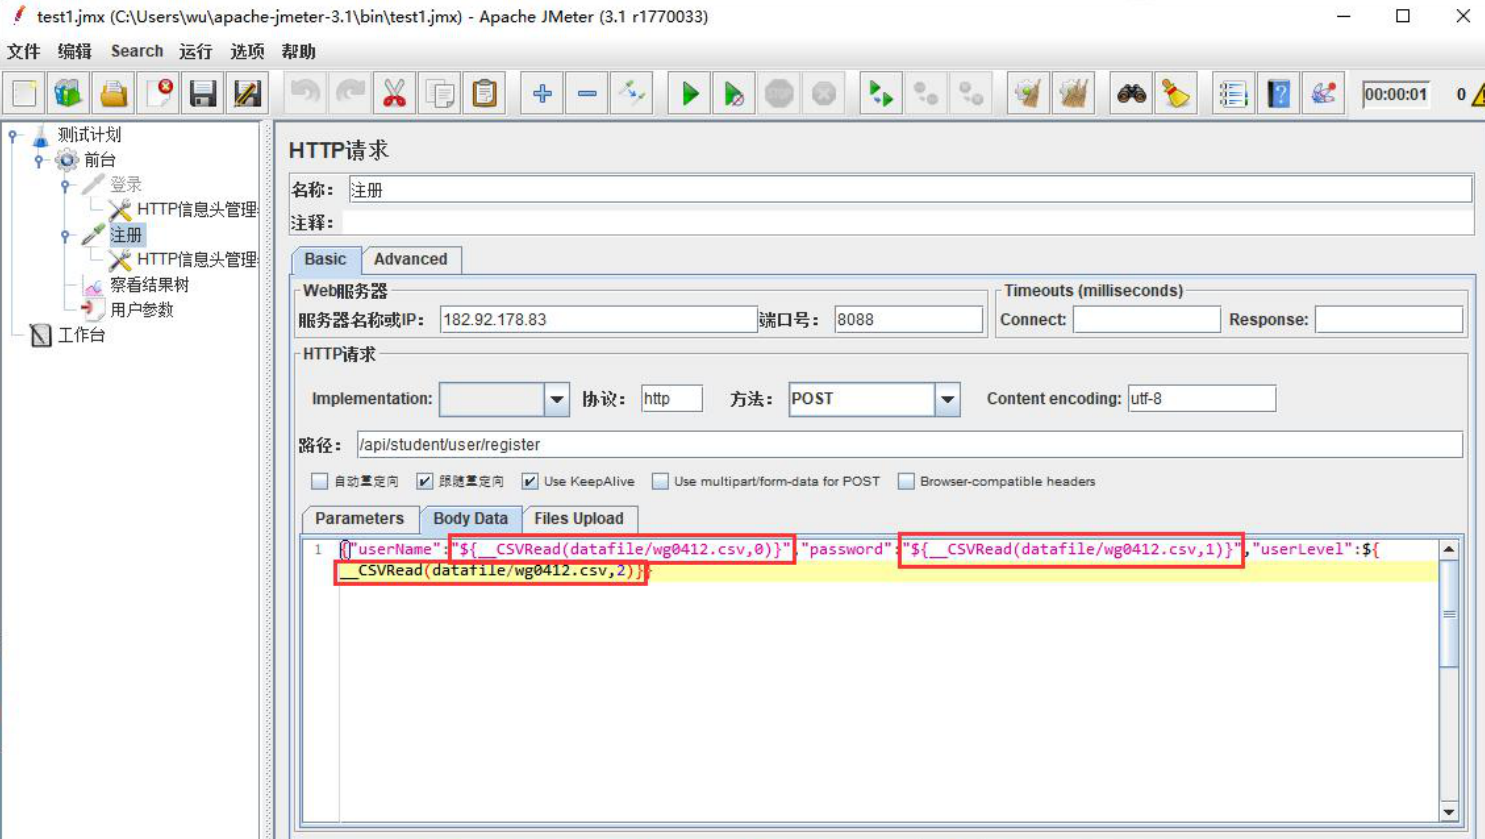 test1.jmx (C:\Users\wu\apache-jmeter-3.1\bin\test1.jmx) - Apache JMeter (3.1 r1770033)
文件 编辑 Search 运行 选项 帮助
00:00:01 0
测试计划
前台
登录
HTTP信息头管理
注册
HTTP信息头管理
察看结果树
用户参数
工作台
HTTP请求
名称： 注册
注释：
Basic Advanced
Web服务器
服务器名称或IP： 182.92.178.83 端口号： 8088
Timeouts (milliseconds)
Connect: Response:
HTTP请求
Implementation: 协议： http 方法： POST Content encoding: utf-8
路径： /api/student/user/register
自动重定向 跟随重定向 Use KeepAlive Use multipart/form-data for POST Browser-compatible headers
Parameters Body Data Files Upload
1 {"userName":"${__CSVRead(datafile/wg0412.csv,0)}","password":"${__CSVRead(datafile/wg0412.csv,1)}","userLevel":${
__CSVRead(datafile/wg0412.csv,2)}}